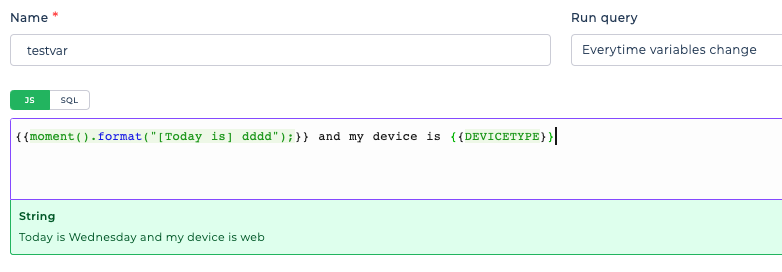 Name *
Run query
testvar
Everytime variables change
JS
SQL
{{moment().format("[Today is] dddd");}} and my device is {{DEVICETYPE}}
String
Today is Wednesday and my device is web